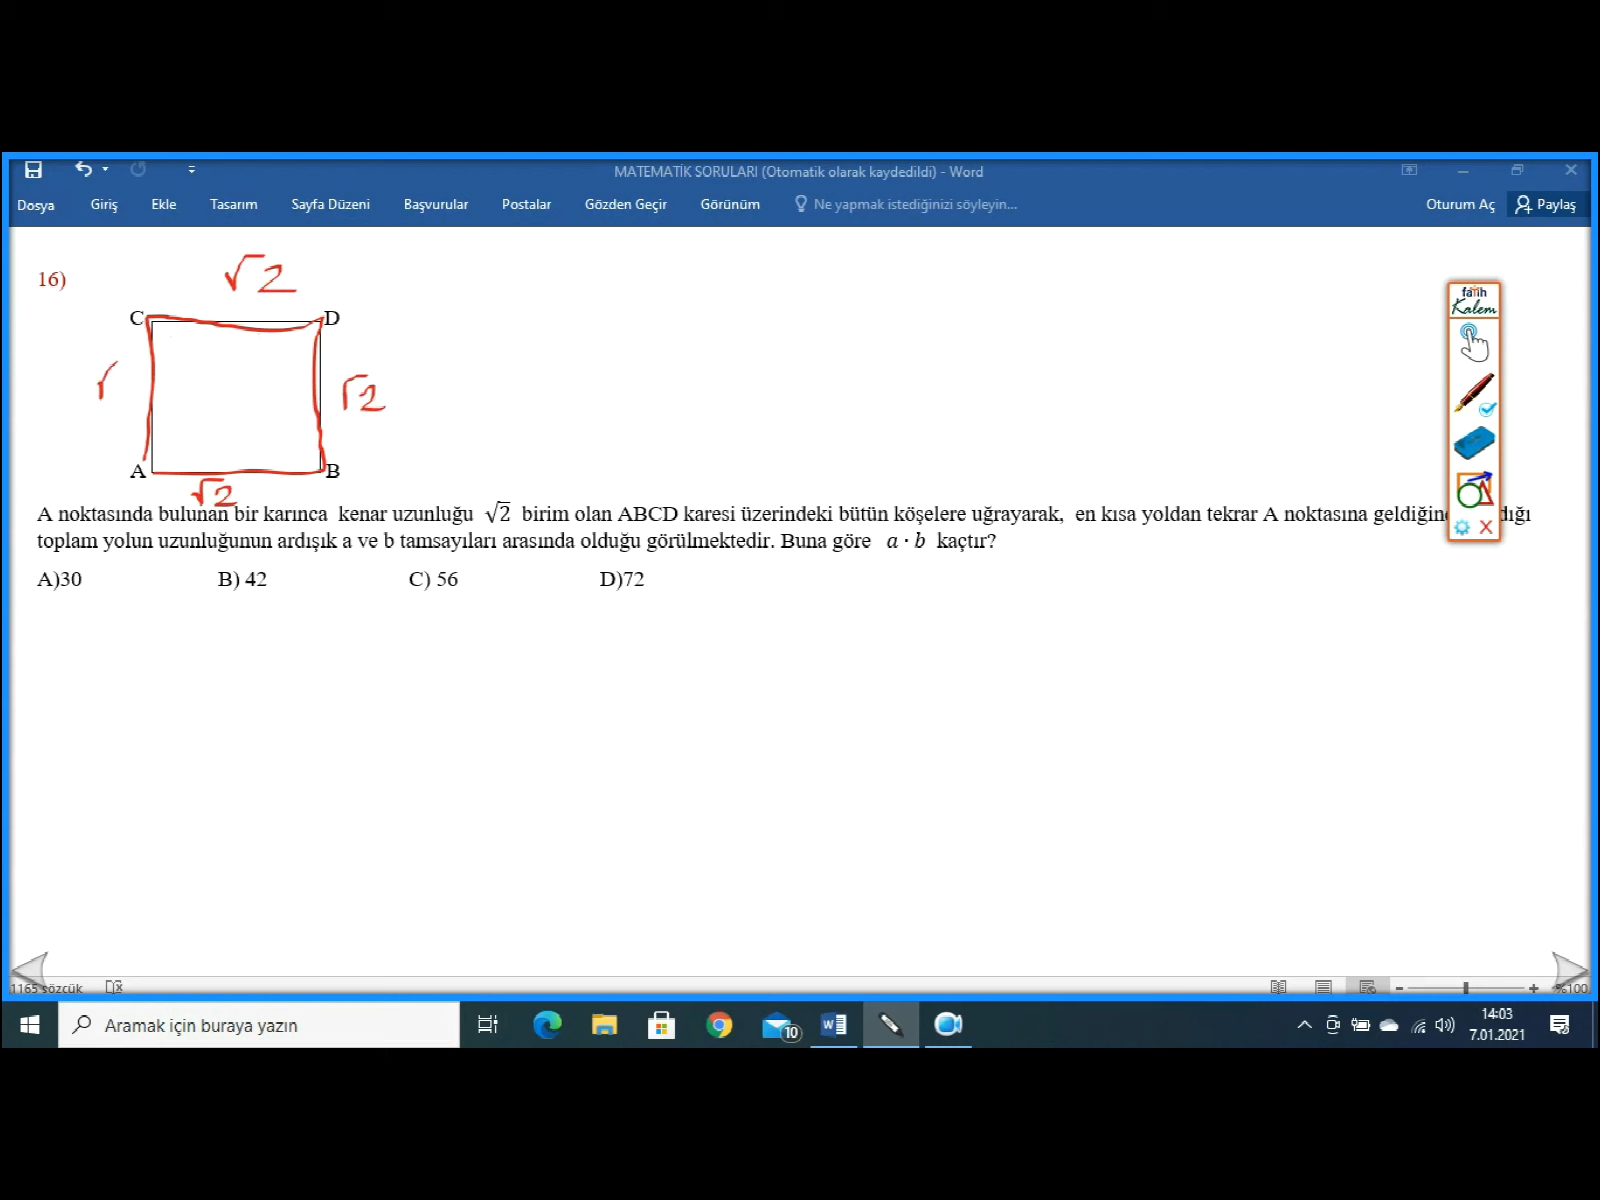 MATEMATİK SORULARI (Otomatik olarak kaydedildi) - Word
Dosya Giriş Ekle Tasarım Sayfa Düzeni Başvurular Postalar Gözden Geçir Görünüm Ne yapmak istediğinizi söyleyin... Oturum Aç Paylaş
16)
√2
C D
√2
A B
√2
fatih
Kalem
A noktasında bulunan bir karınca kenar uzunluğu √2 birim olan ABCD karesi üzerindeki bütün köşelere uğrayarak, en kısa yoldan tekrar A noktasına
toplam yolun uzunluğunun ardışık a ve b tamsayıları arasında olduğu görülmektedir. Buna göre a · b kaçtır?
A)30 B) 42 C) 56 D)72
1165 sözcük %100
Aramak için buraya yazın 10 14:03
7.01.2021